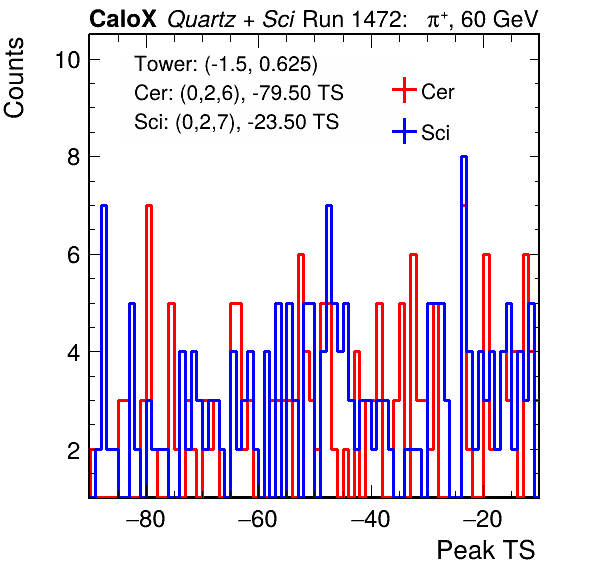 CaloX Quartz + Sci Run 1472: π+, 60 GeV
Counts
Tower: (-1.5, 0.625)
Cer: (0,2,6), -79.50 TS
Sci: (0,2,7), -23.50 TS
Cer
Sci
10
8
6
4
2
−80 −60 −40 −20
Peak TS